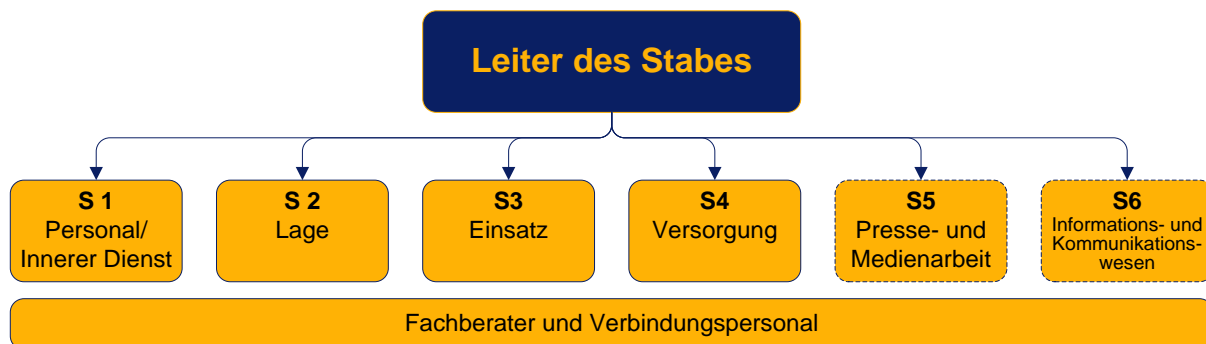 Leiter des Stabes
S 1
Personal/
Innerer Dienst
S 2
Lage
S3
Einsatz
S4
Versorgung
S5
Presse- und
Medienarbeit
S6
Informations- und
Kommunikations-
wesen
Fachberater und Verbindungspersonal